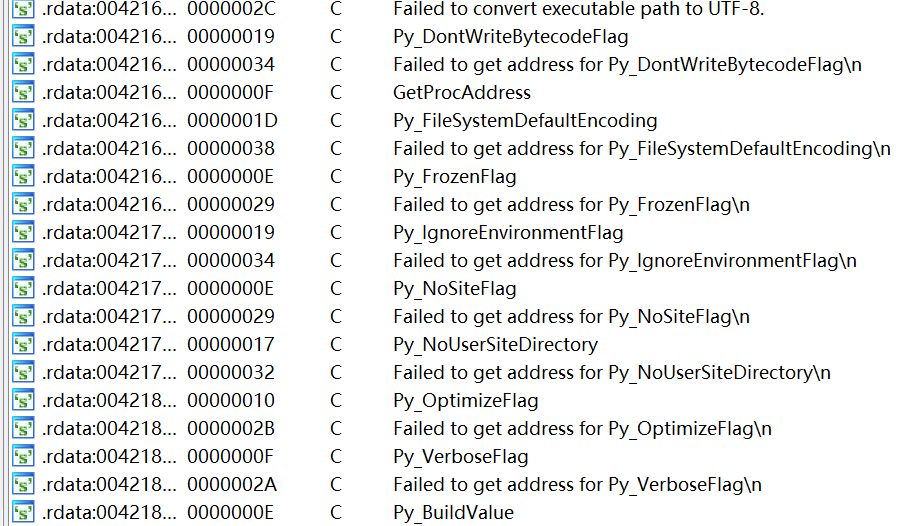 's' .rdata:004216... 0000002C C Failed to convert executable path to UTF-8.
's' .rdata:004216... 00000019 C Py_DontWriteBytecodeFlag
's' .rdata:004216... 00000034 C Failed to get address for Py_DontWriteBytecodeFlag\n
's' .rdata:004216... 0000000F C GetProcAddress
's' .rdata:004216... 0000001D C Py_FileSystemDefaultEncoding
's' .rdata:004216... 00000038 C Failed to get address for Py_FileSystemDefaultEncoding\n
's' .rdata:004216... 0000000E C Py_FrozenFlag
's' .rdata:004216... 00000029 C Failed to get address for Py_FrozenFlag\n
's' .rdata:004217... 00000019 C Py_IgnoreEnvironmentFlag
's' .rdata:004217... 00000034 C Failed to get address for Py_IgnoreEnvironmentFlag\n
's' .rdata:004217... 0000000E C Py_NoSiteFlag
's' .rdata:004217... 00000029 C Failed to get address for Py_NoSiteFlag\n
's' .rdata:004217... 00000017 C Py_NoUserSiteDirectory
's' .rdata:004217... 00000032 C Failed to get address for Py_NoUserSiteDirectory\n
's' .rdata:004218... 00000010 C Py_OptimizeFlag
's' .rdata:004218... 0000002B C Failed to get address for Py_OptimizeFlag\n
's' .rdata:004218... 0000000F C Py_VerboseFlag
's' .rdata:004218... 0000002A C Failed to get address for Py_VerboseFlag\n
's' .rdata:004218... 0000000E C Py_BuildValue